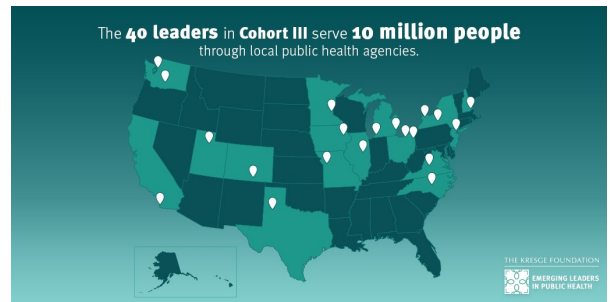 The 40 leaders in Cohort III serve 10 million people
through local public health agencies.
THE KRESGE FOUNDATION
EMERGING LEADERS
IN PUBLIC HEALTH